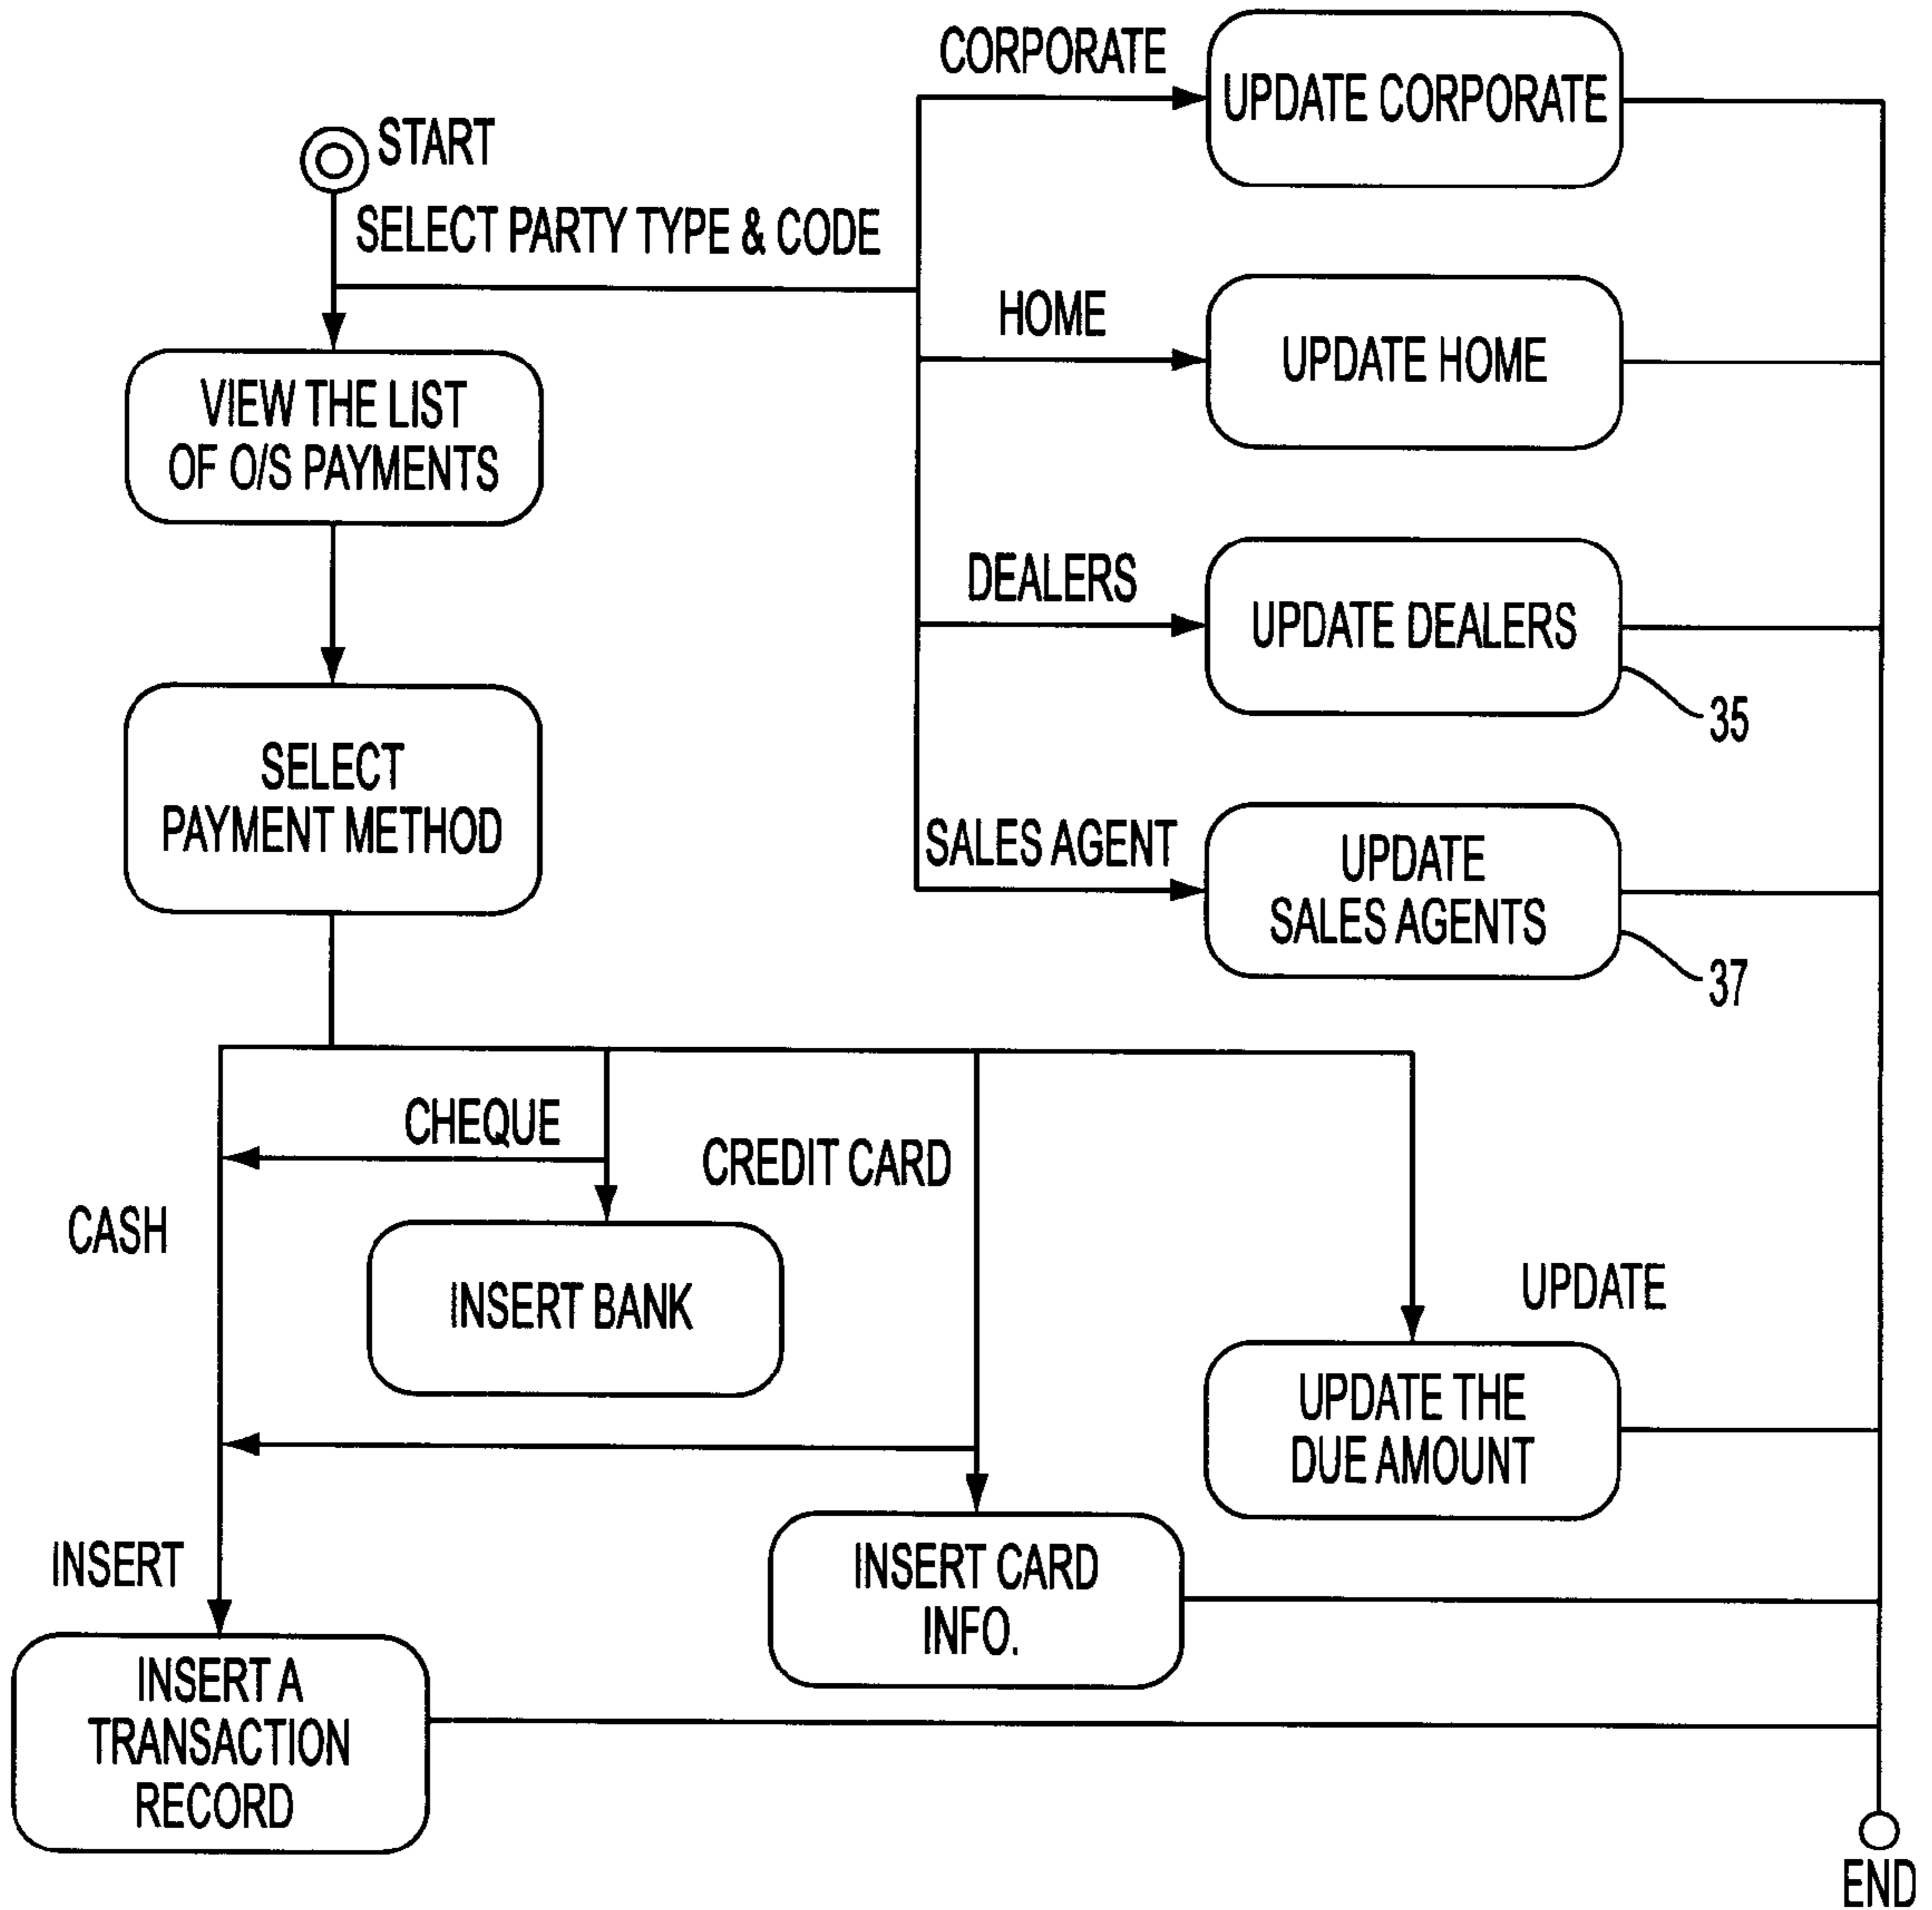 CORPORATE
UPDATE CORPORATE
START
SELECT PARTY TYPE & CODE
HOME
UPDATE HOME
VIEW THE LIST
OF O/S PAYMENTS
DEALERS
UPDATE DEALERS
35
SELECT
PAYMENT METHOD
SALES AGENT
UPDATE
SALES AGENTS
37
CHEQUE
CREDIT CARD
CASH
INSERT BANK
UPDATE
UPDATE THE
DUE AMOUNT
INSERT
INSERT CARD
INFO.
INSERT A
TRANSACTION
RECORD
END